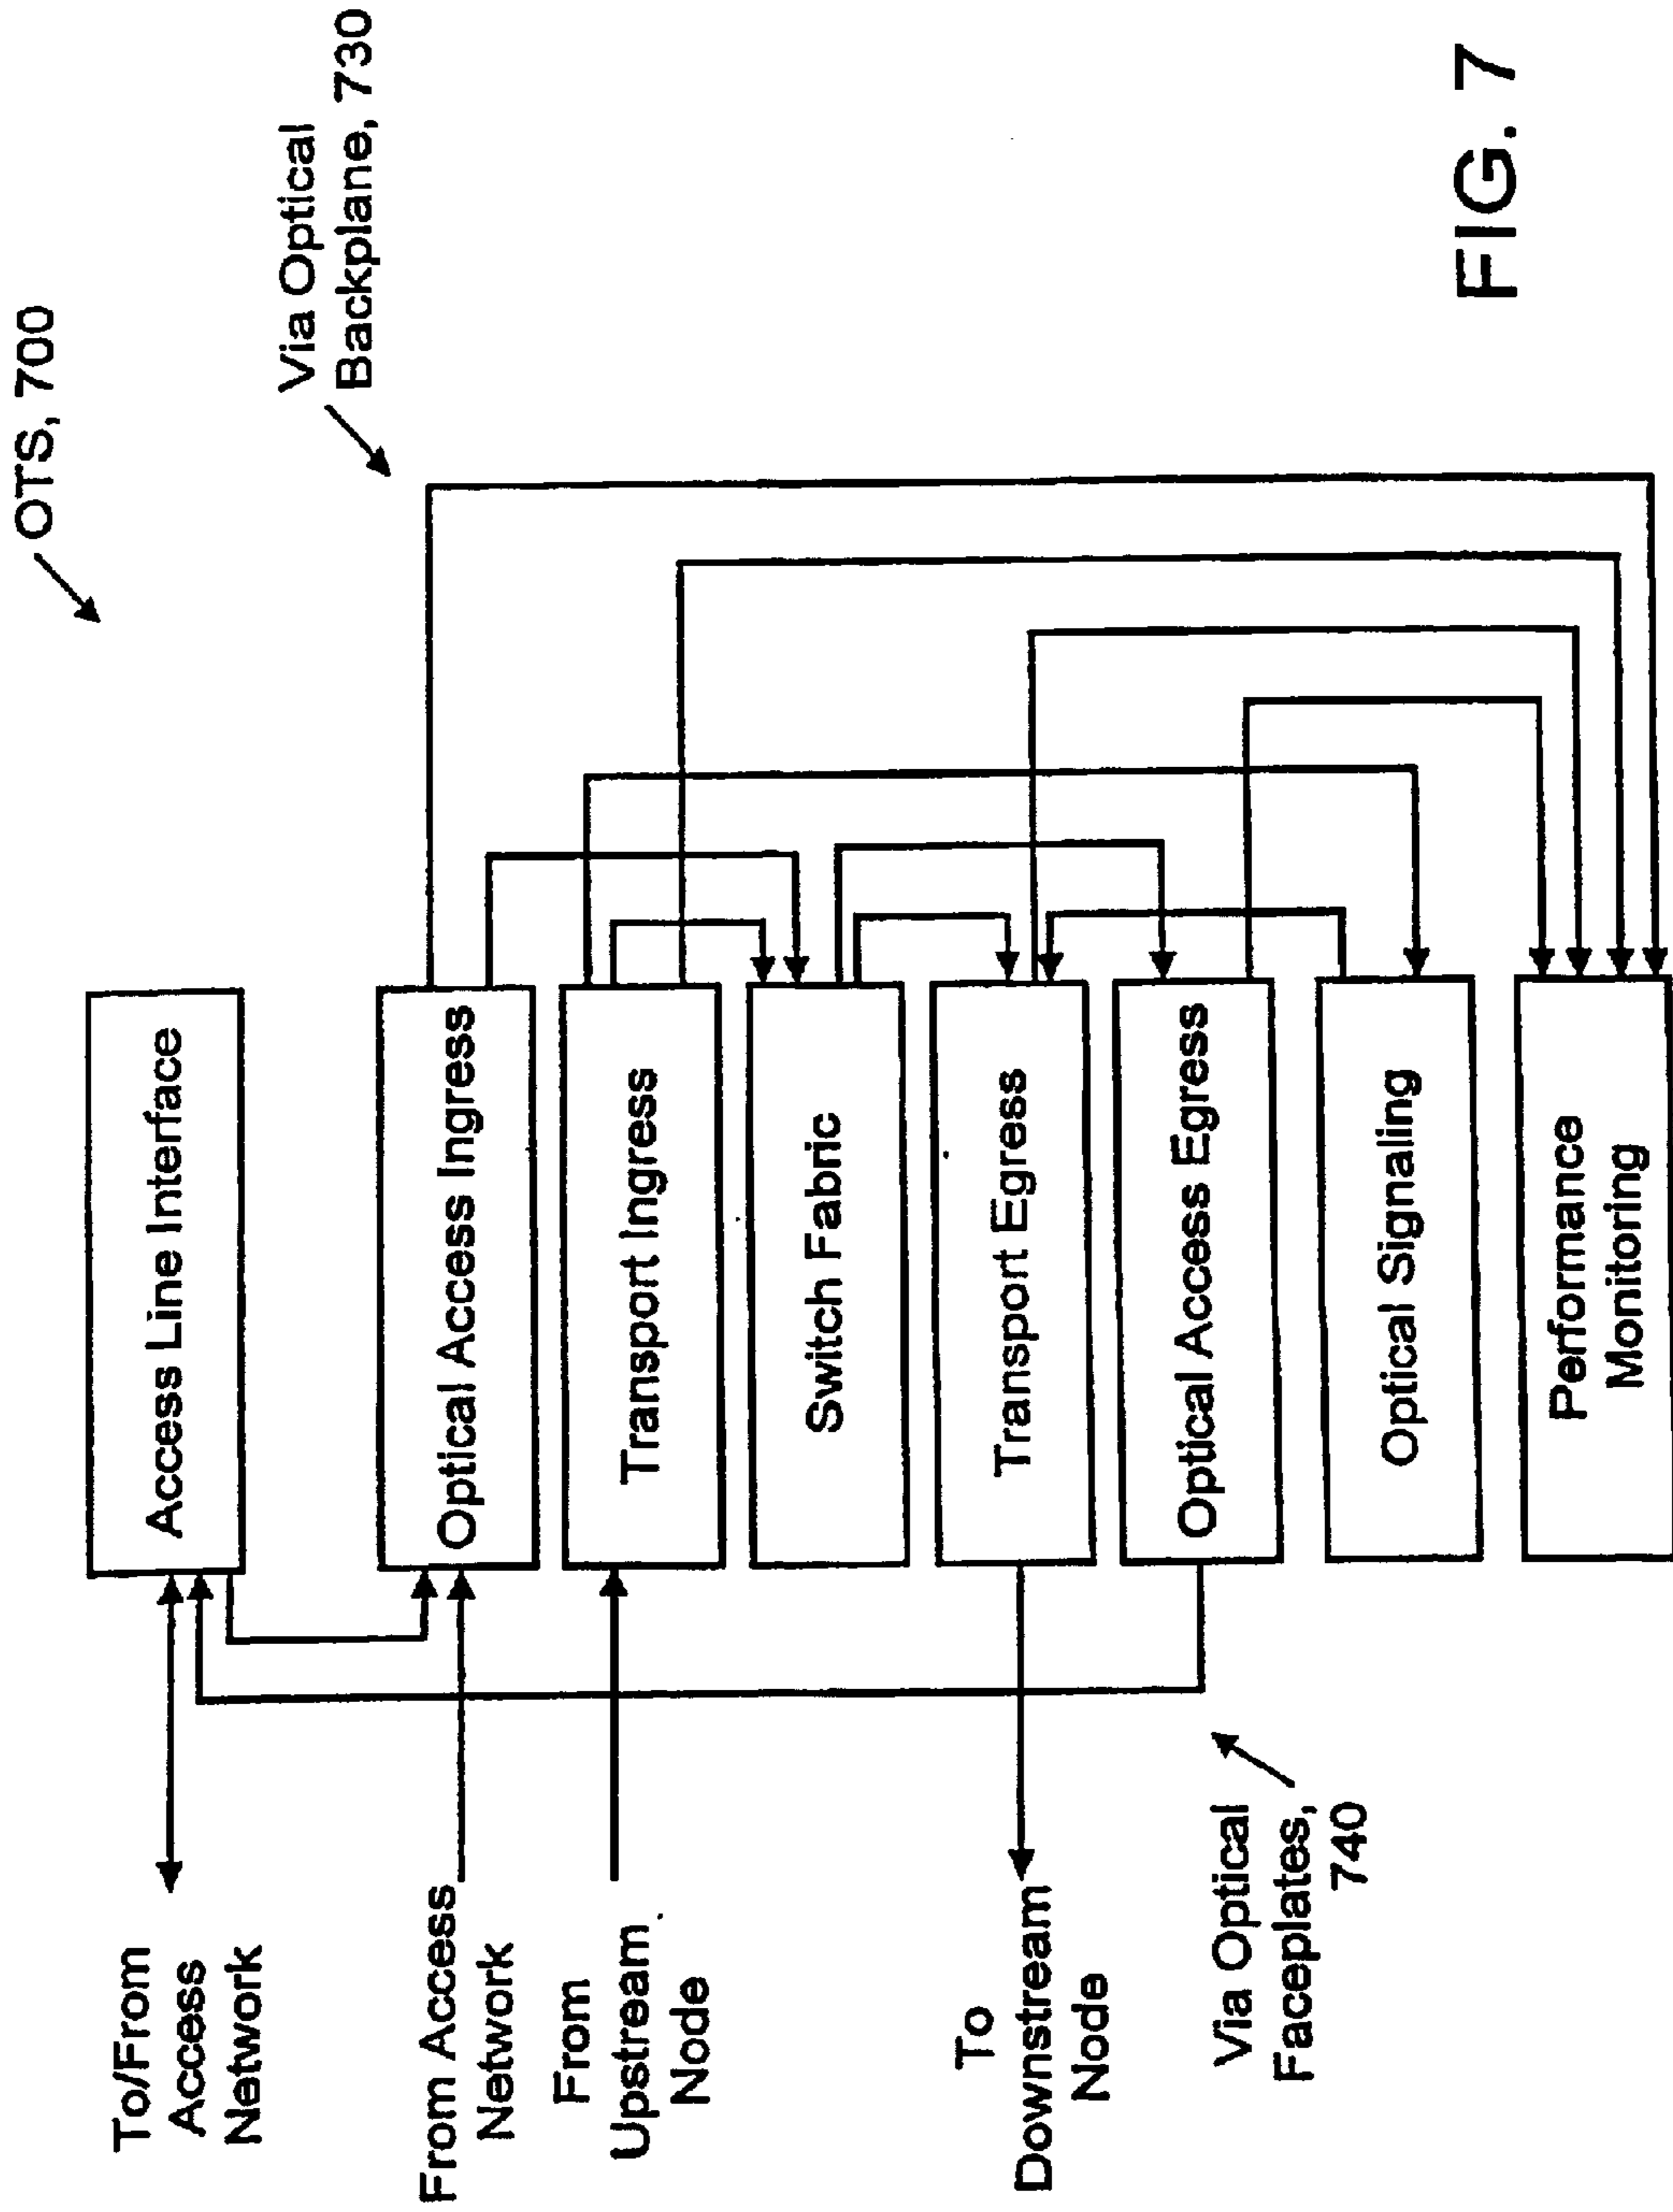 OTS, 700
Via Optical
Backplane, 730
Access Line Interface
Optical Access Ingress
Transport Ingress
Switch Fabric
Transport Egress
Optical Access Egress
Optical Signaling
Performance
Monitoring
To/From
Access
Network
From Access
Network
From
Upstream
Node
To
Downstream
Node
Via Optical
Faceplates,
740
FIG. 7